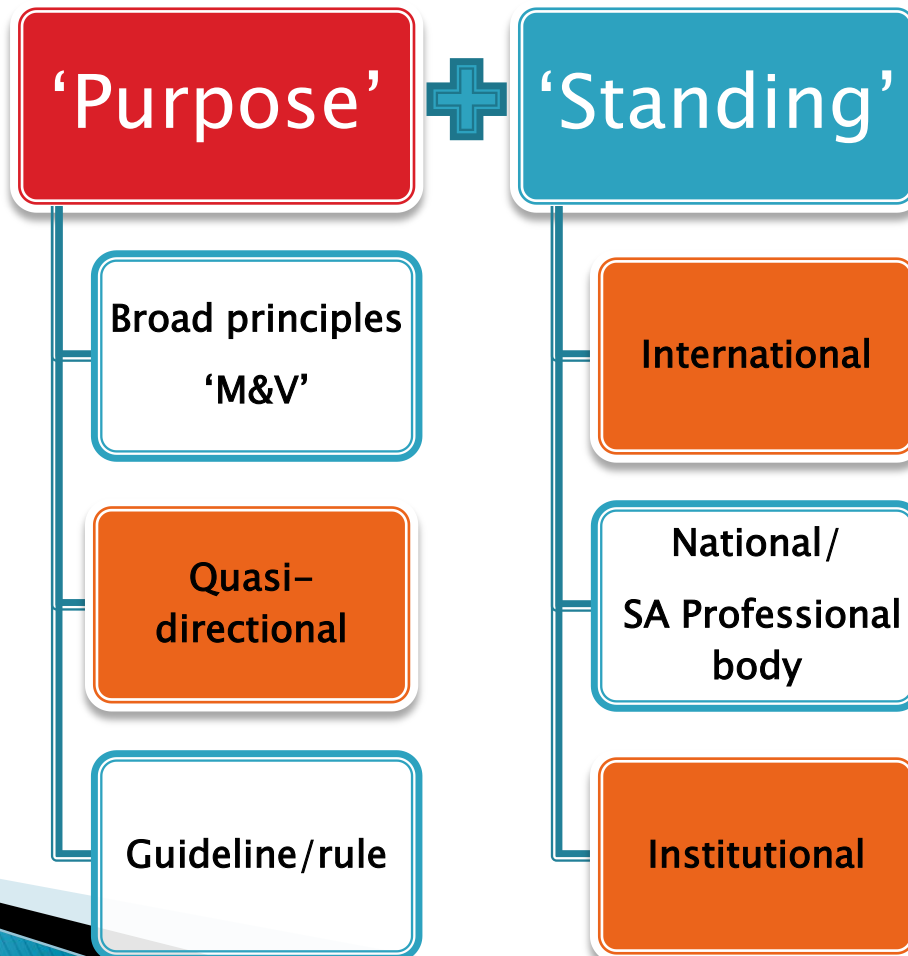 ‘Purpose’
‘Standing’
Broad principles
‘M&V’
Quasi-
directional
Guideline/rule
International
National/
SA Professional
body
Institutional